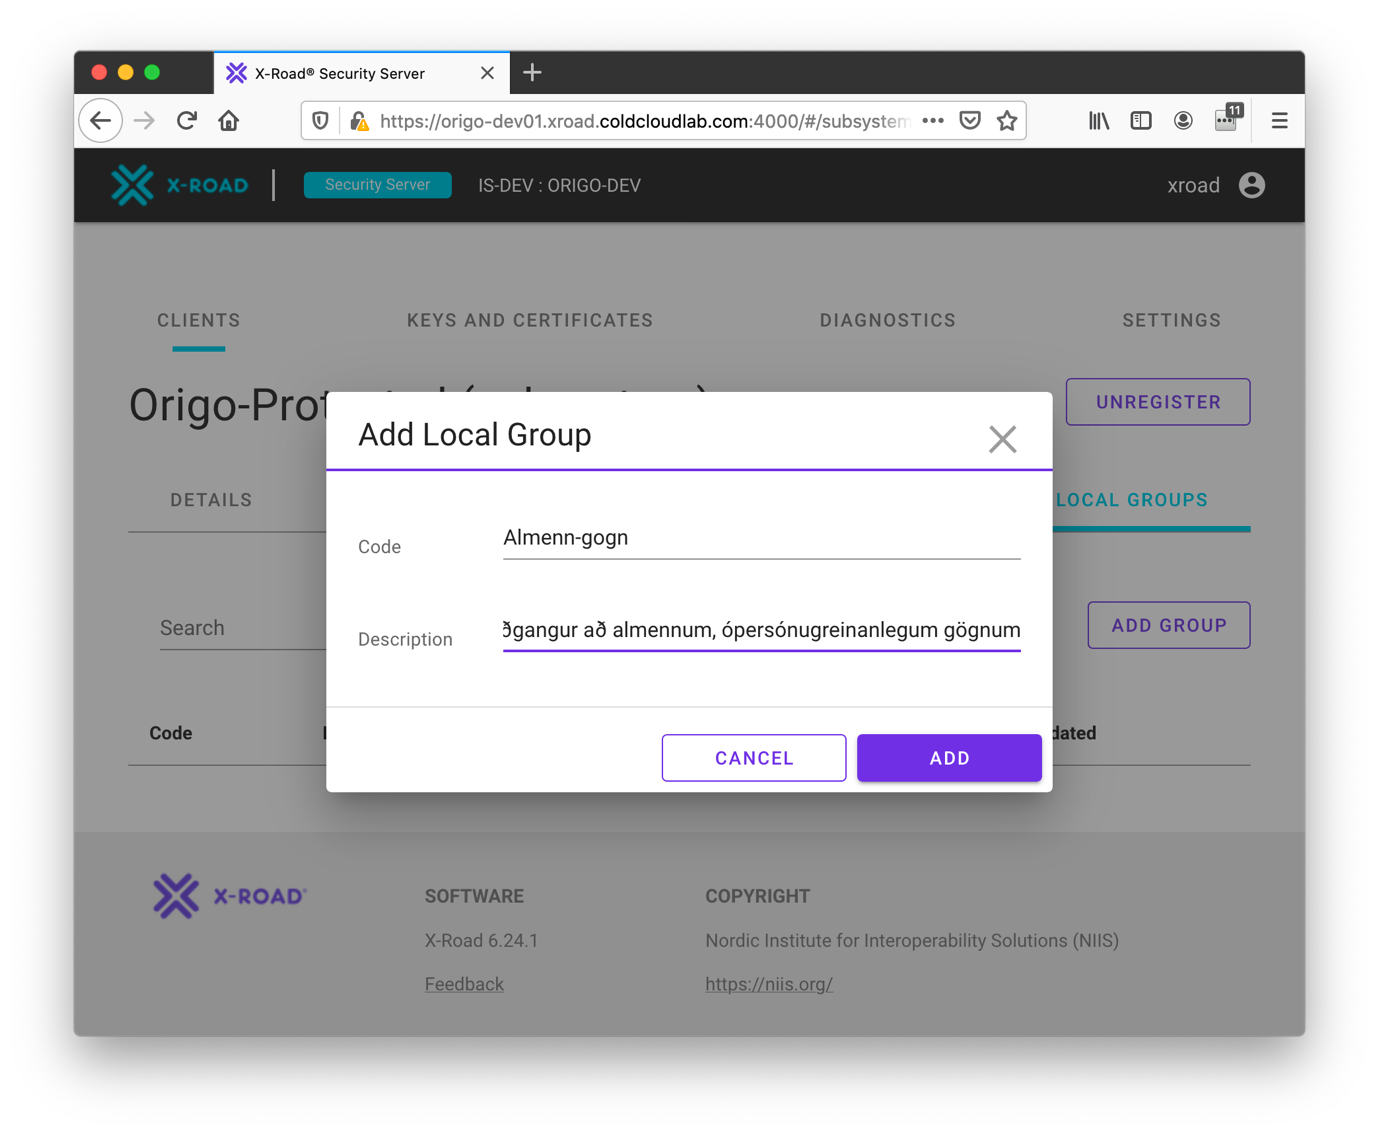 X-Road® Security Server
https://origo-dev01.xroad.coldcloudlab.com:4000/#/subsystem
11
X-ROAD
Security Server
IS-DEV : ORIGO-DEV
xroad
CLIENTS
KEYS AND CERTIFICATES
DIAGNOSTICS
SETTINGS
UNREGISTER
Add Local Group
DETAILS
LOCAL GROUPS
Code
Almenn-gogn
Search
ADD GROUP
Description
ðgangur að almennum, ópersónugreinanlegum gögnum
Code
dated
CANCEL
ADD
X-ROAD®
SOFTWARE
COPYRIGHT
X-Road 6.24.1
Nordic Institute for Interoperability Solutions (NIIS)
Feedback
https://niis.org/